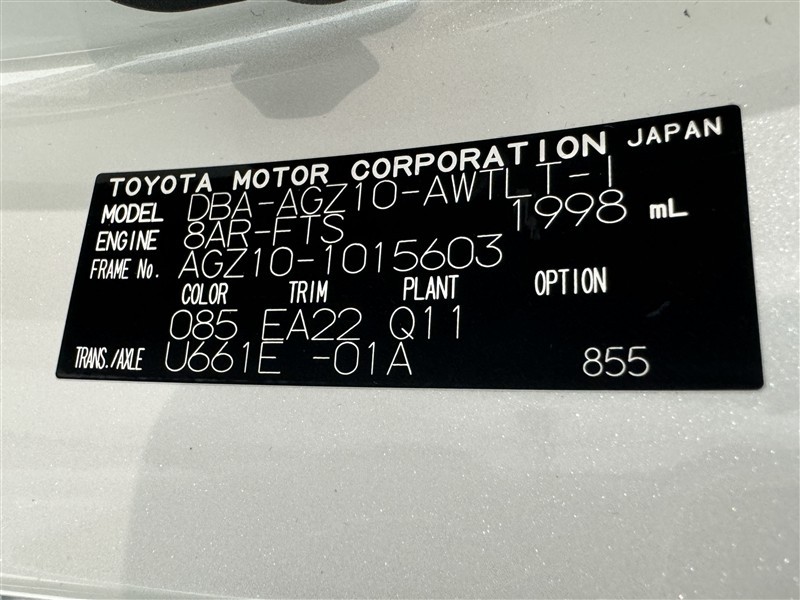 TOYOTA MOTOR CORPORATION JAPAN
MODEL DBA-AGZ10-AWTLT-I
ENGINE 8AR-FTS 1998 mL
FRAME No. AGZ10-1015603
COLOR TRIM PLANT OPTION
085 EA22 Q11
TRANS./AXLE U661E -01A 855